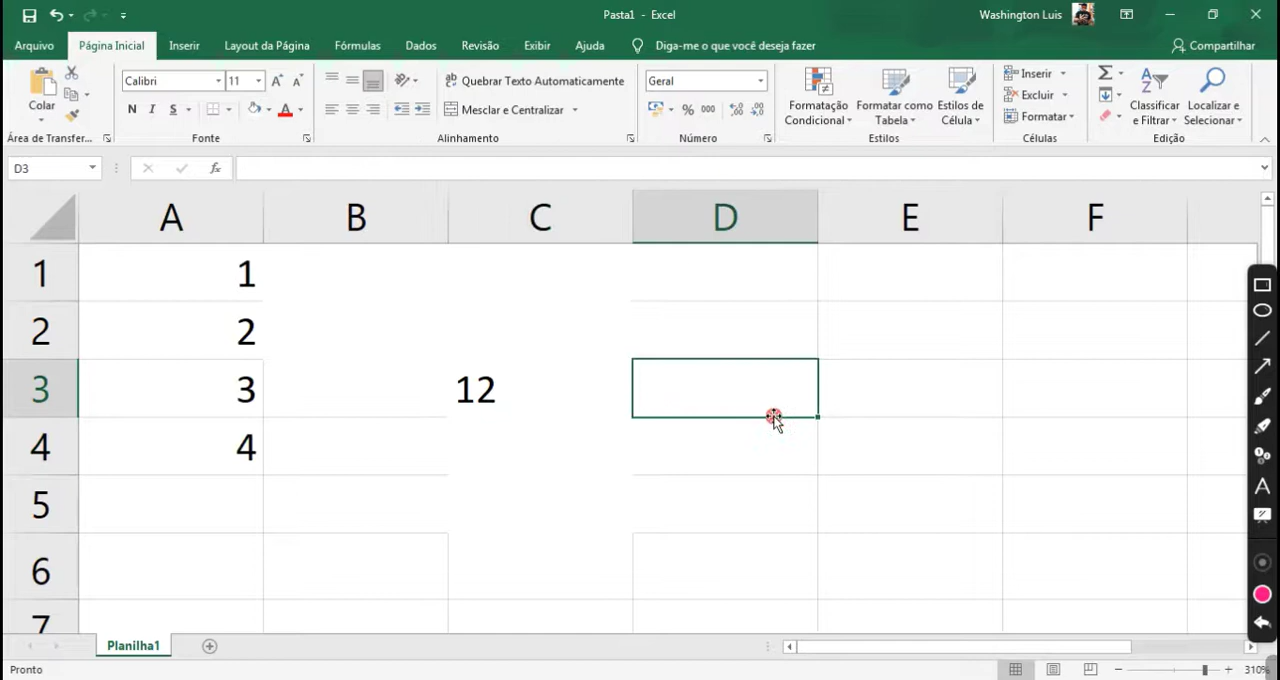 Pasta1 - Excel
Washington Luis
Arquivo Página Inicial Inserir Layout da Página Fórmulas Dados Revisão Exibir Ajuda Diga-me o que você deseja fazer Compartilhar
Colar
Área de Transfer...
Calibri 11
N I S A
Fonte
Quebrar Texto Automaticamente
Mesclar e Centralizar
Alinhamento
Geral
% 000
Número
Formatação Condicional
Formatar como Tabela
Estilos de Célula
Estilos
Inserir
Excluir
Formatar
Células
Classificar e Filtrar
Localizar e Selecionar
Edição
D3 fx
A B C D E F
1 1
2 2
3 3 12
4 4
5
6
7
Planilha1
Pronto
310%